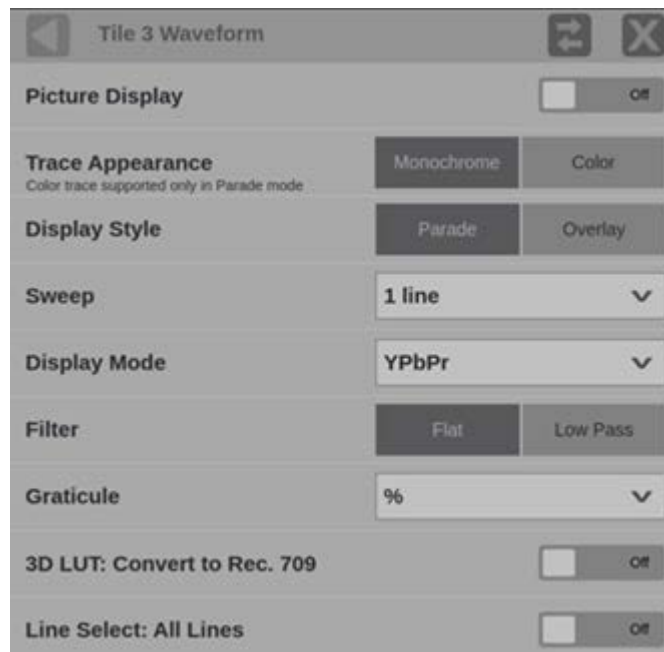 Tile 3 Waveform
Picture Display
Off
Trace Appearance
Color trace supported only in Parade mode
Monochrome
Color
Display Style
Parade
Overlay
Sweep
1 line
Display Mode
YPbPr
Filter
Flat
Low Pass
Graticule
%
3D LUT: Convert to Rec. 709
Off
Line Select: All Lines
Off